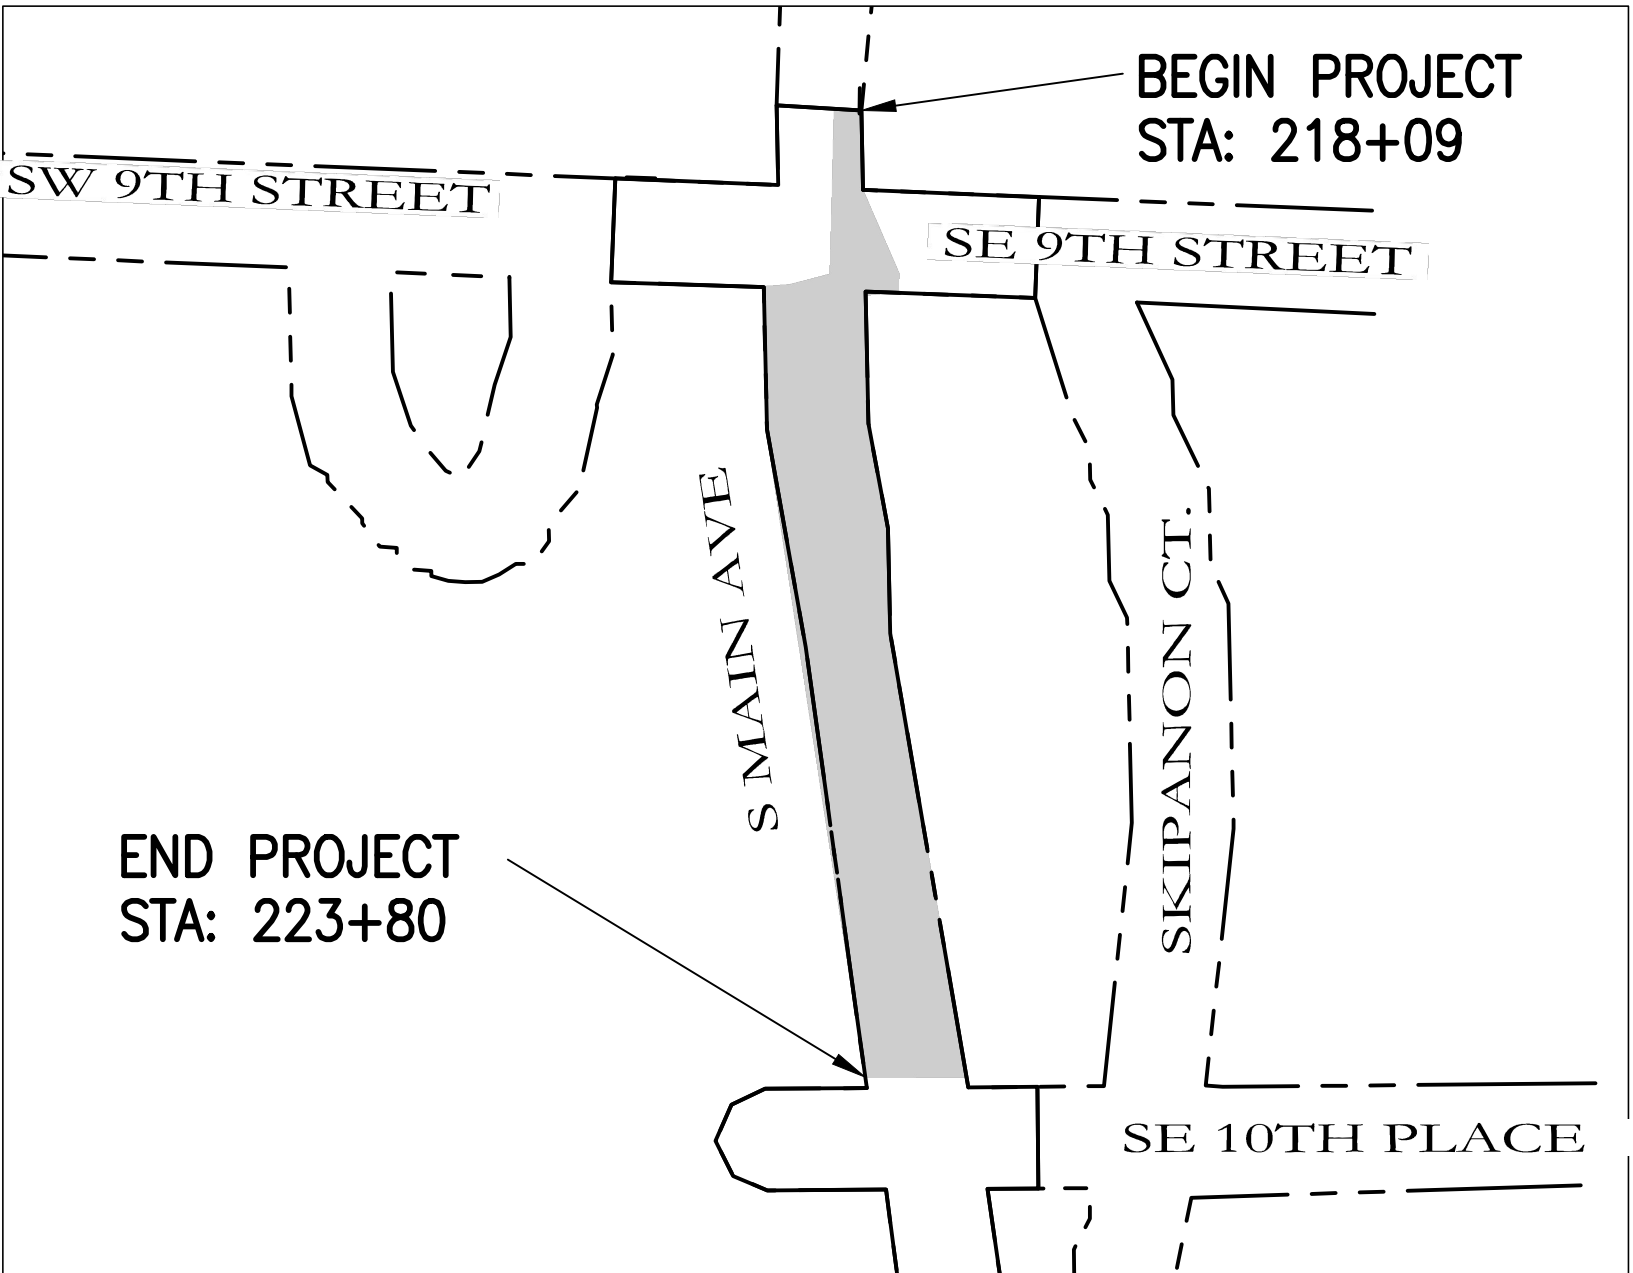 BEGIN PROJECT
STA: 218+09
SW 9TH STREET
SE 9TH STREET
S MAIN AVE
SKIPANON CT.
END PROJECT
STA: 223+80
SE 10TH PLACE